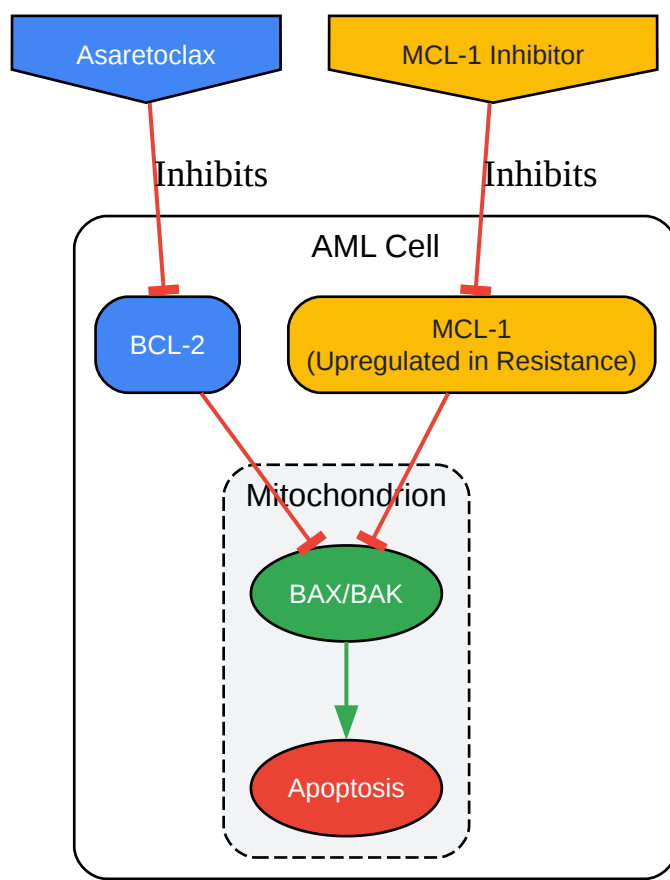 Asaretoclax
MCL-1 Inhibitor
Inhibits
Inhibits
AML Cell
BCL-2
MCL-1
(Upregulated in Resistance)
Mitochondrion
BAX/BAK
Apoptosis